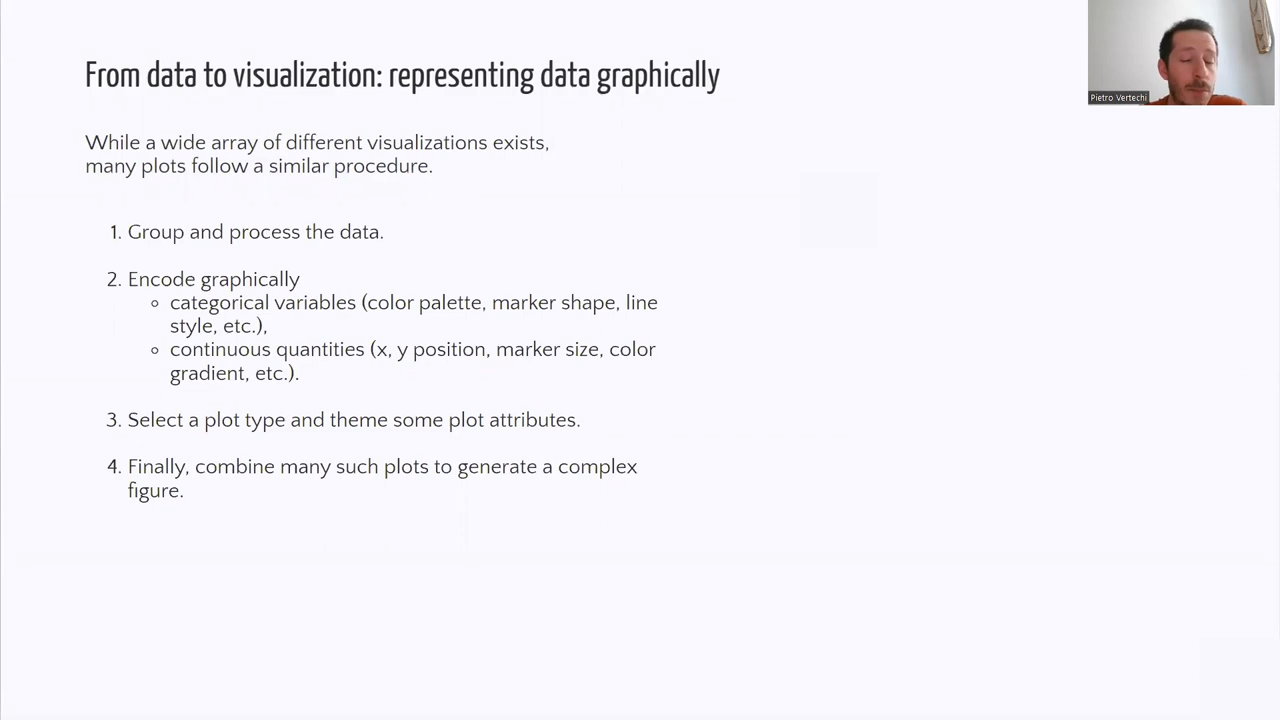 From data to visualization: representing data graphically
Pietro Vertechi
While a wide array of different visualizations exists,
many plots follow a similar procedure.
1. Group and process the data.
2. Encode graphically
◦ categorical variables (color palette, marker shape, line
style, etc.),
◦ continuous quantities (x, y position, marker size, color
gradient, etc.).
3. Select a plot type and theme some plot attributes.
4. Finally, combine many such plots to generate a complex
figure.